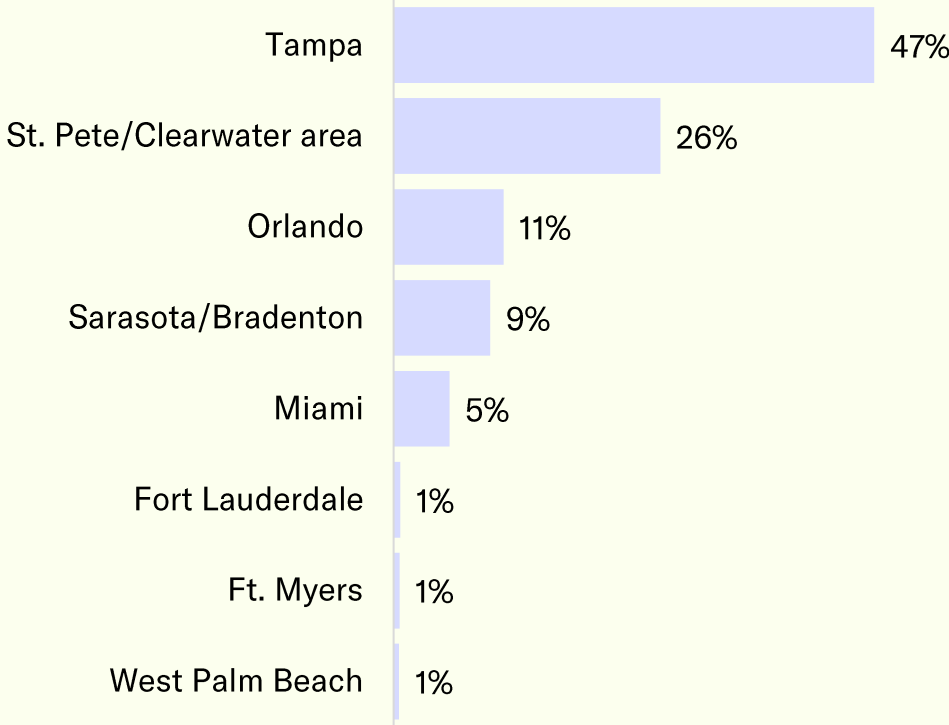 Tampa 47%
St. Pete/Clearwater area 26%
Orlando 11%
Sarasota/Bradenton 9%
Miami 5%
Fort Lauderdale 1%
Ft. Myers 1%
West Palm Beach 1%